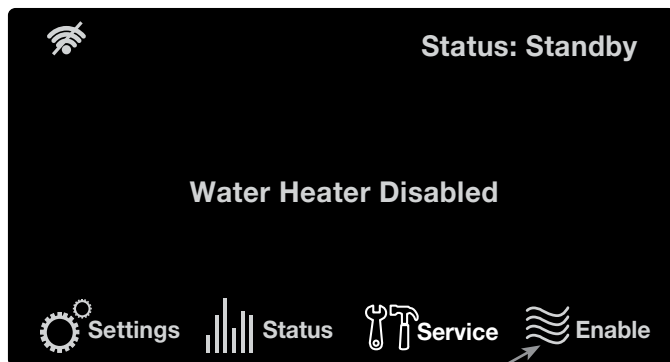 Status: Standby
Water Heater Disabled
Settings Status Service Enable